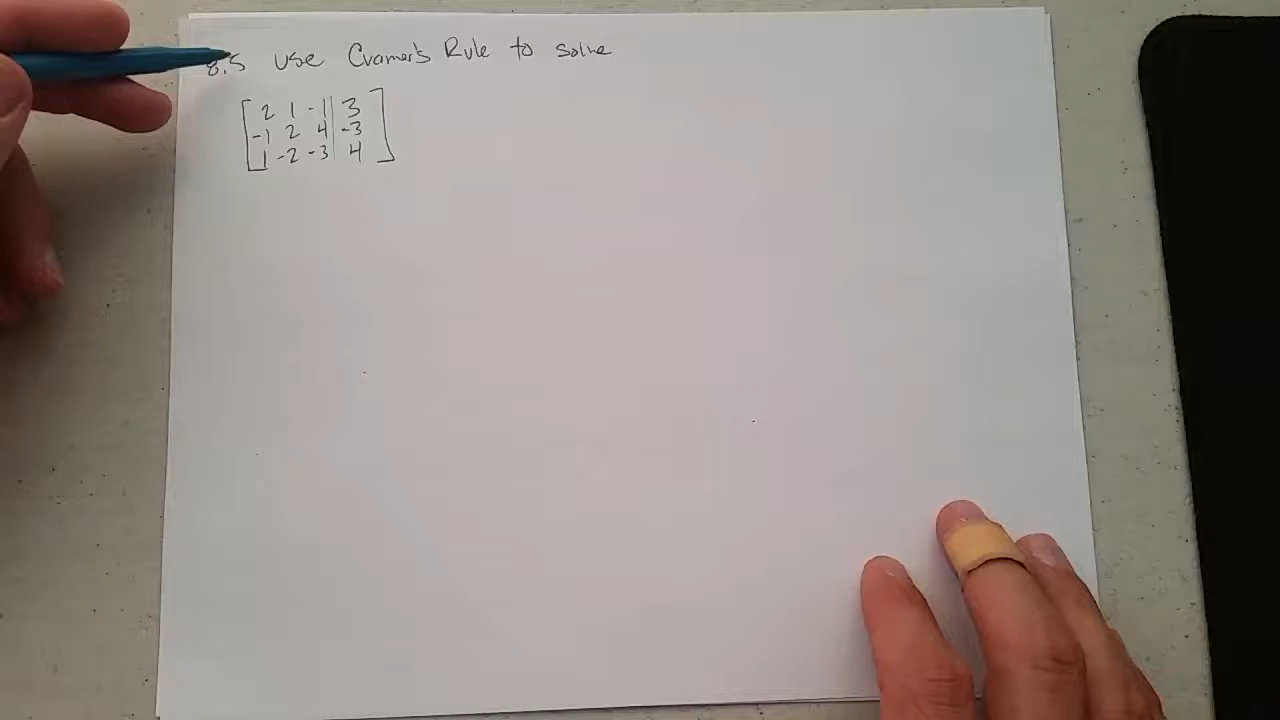 8.5 use Cramer's Rule to solve
2 1 -1 | 3
-1 2 4 | -3
1 -2 -3 | 4